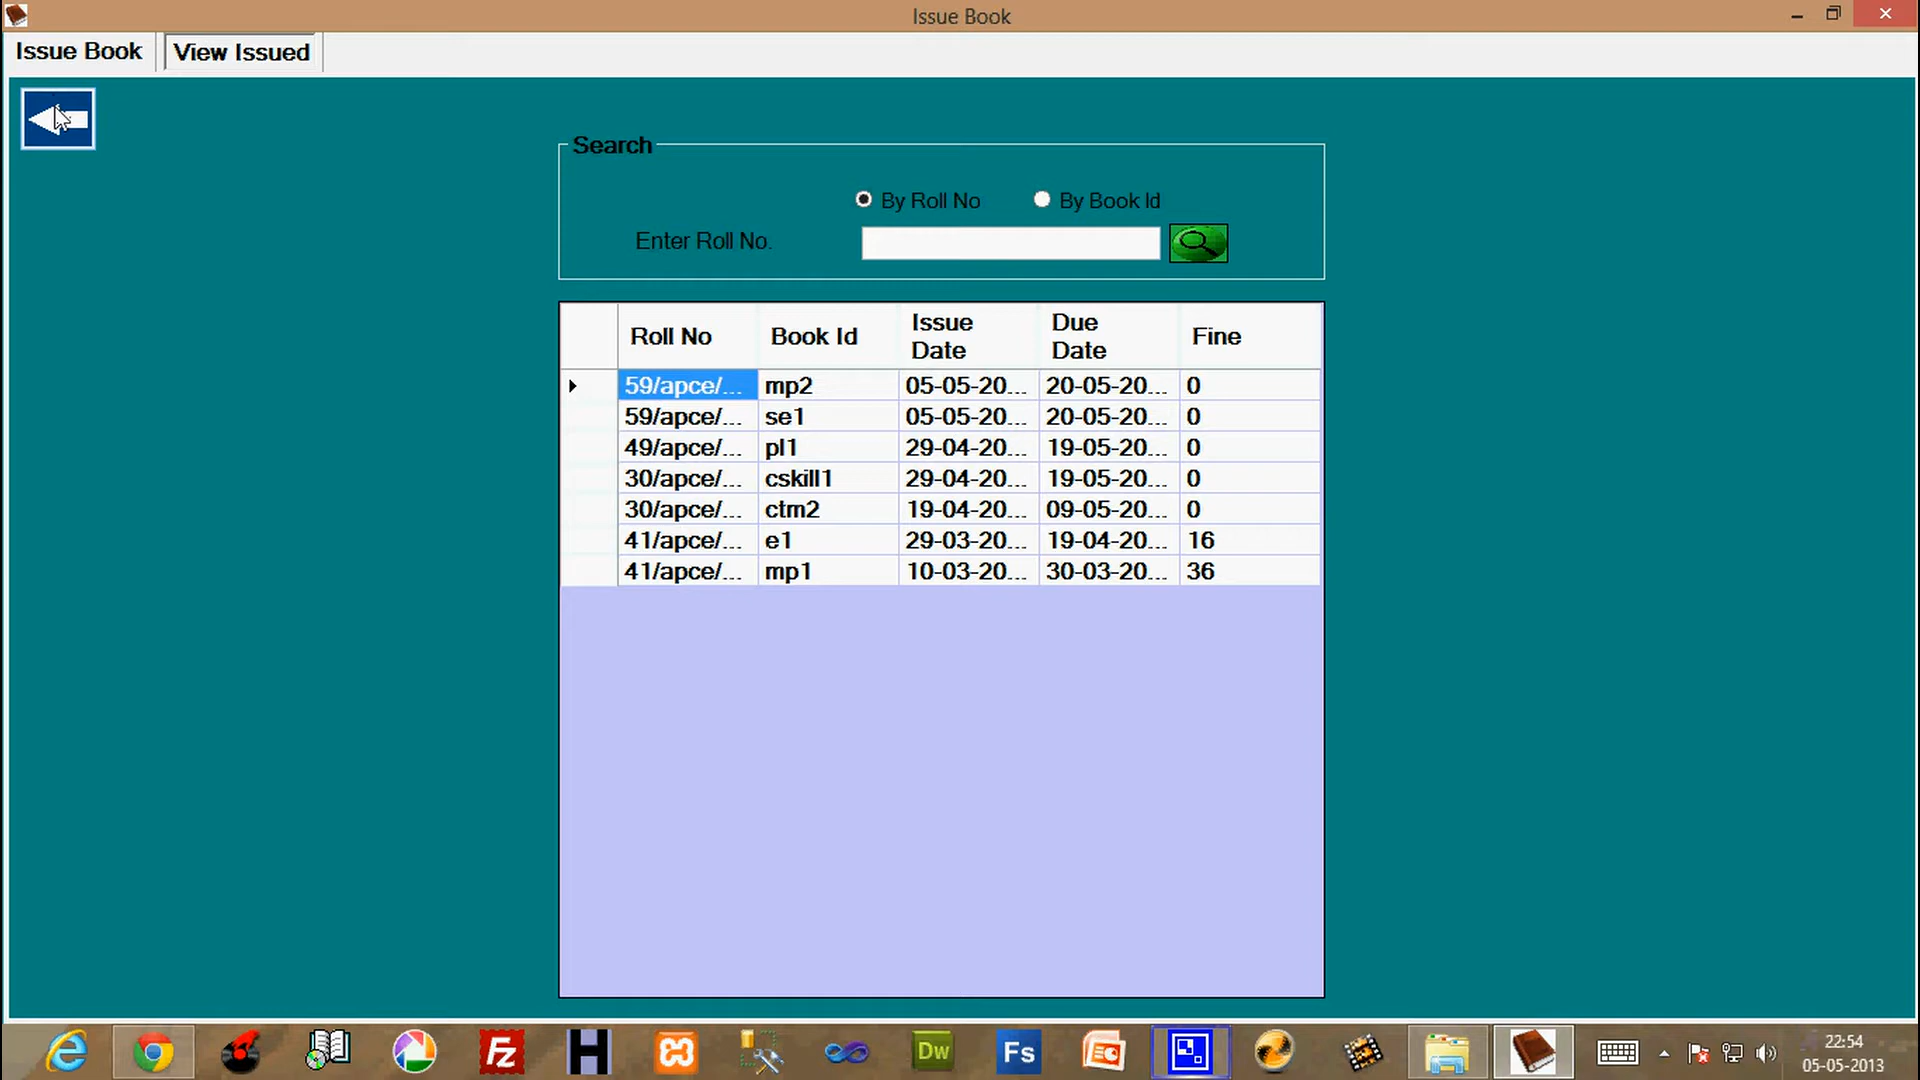 Issue Book
Issue Book View Issued
Search
By Roll No By Book Id
Enter Roll No.
Roll No Book Id Issue Date Due Date Fine
59/apce/... mp2 05-05-20... 20-05-20... 0
59/apce/... se1 05-05-20... 20-05-20... 0
49/apce/... pl1 29-04-20... 19-05-20... 0
30/apce/... cskill1 29-04-20... 19-05-20... 0
30/apce/... ctm2 19-04-20... 09-05-20... 0
41/apce/... e1 29-03-20... 19-04-20... 16
41/apce/... mp1 10-03-20... 30-03-20... 36
Fz H Dw Fs 22:54
05-05-2013